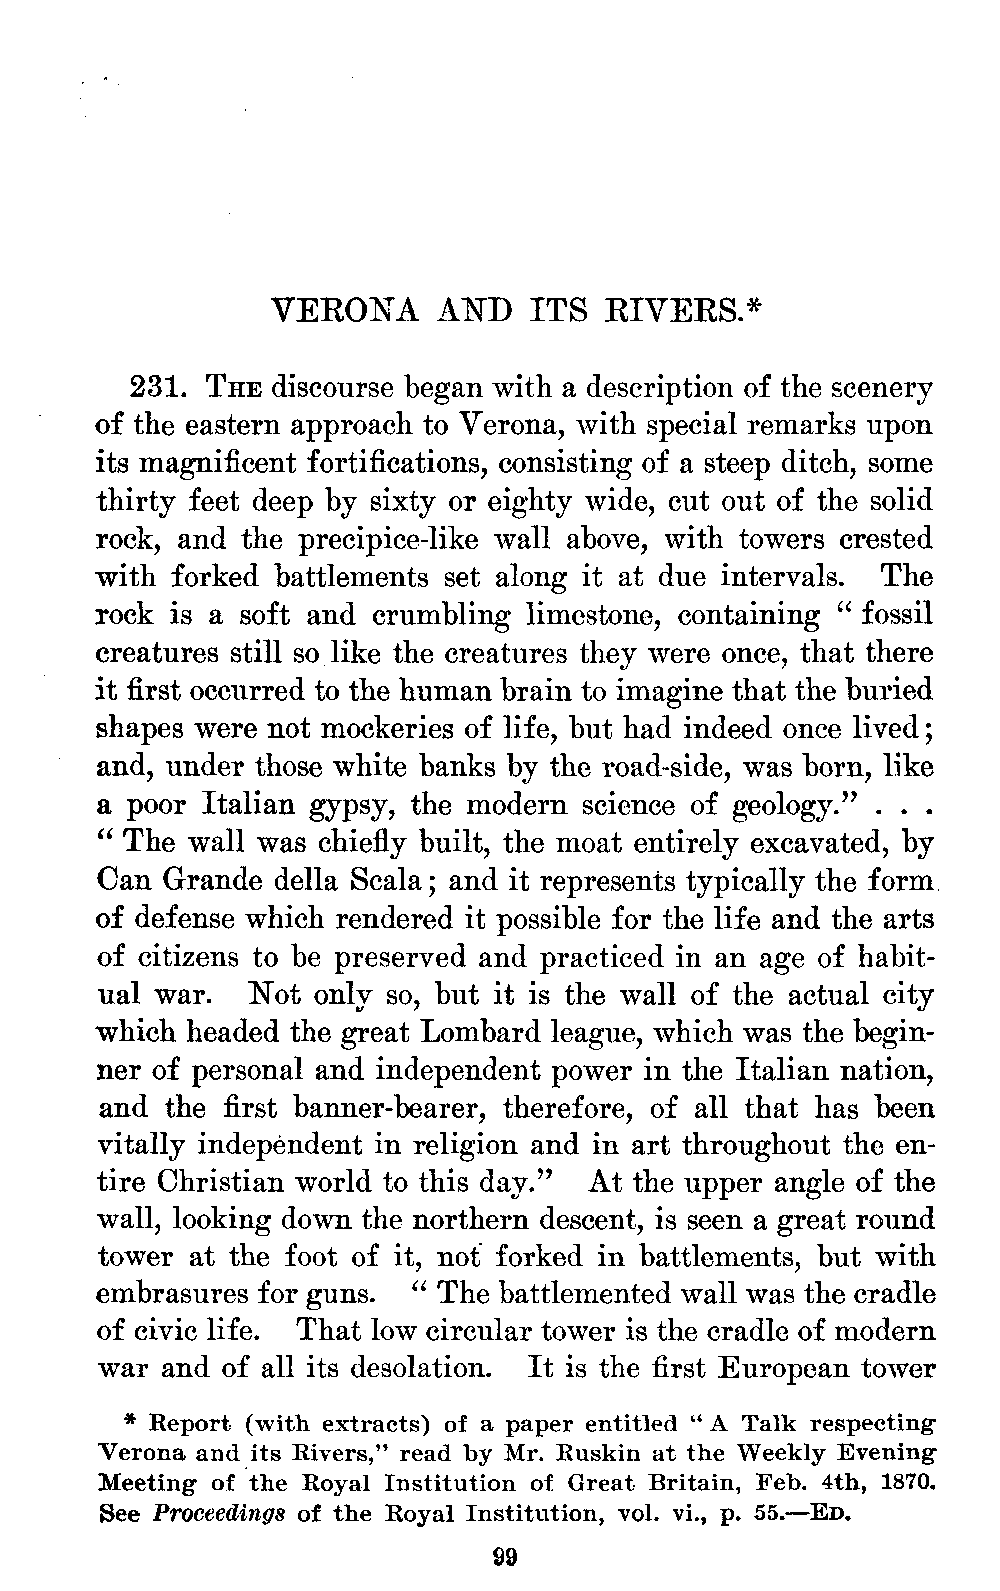 VERONA AND ITS RIVERS.*
231. THE discourse began with a description of the scenery
of the eastern approach to Verona, with special remarks upon
its magnificent fortifications, consisting of a steep ditch, some
thirty feet deep by sixty or eighty wide, cut out of the solid
rock, and the precipice-like wall above, with towers crested
with forked battlements set along it at due intervals. The
rock is a soft and crumbling limestone, containing “ fossil
creatures still so like the creatures they were once, that there
it first occurred to the human brain to imagine that the buried
shapes were not mockeries of life, but had indeed once lived;
and, under those white banks by the road-side, was born, like
a poor Italian gypsy, the modern science of geology.” . . .
“ The wall was chiefly built, the moat entirely excavated, by
Can Grande della Scala; and it represents typically the form
of defense which rendered it possible for the life and the arts
of citizens to be preserved and practiced in an age of habit-
ual war. Not only so, but it is the wall of the actual city
which headed the great Lombard league, which was the begin-
ner of personal and independent power in the Italian nation,
and the first banner-bearer, therefore, of all that has been
vitally independent in religion and in art throughout the en-
tire Christian world to this day.” At the upper angle of the
wall, looking down the northern descent, is seen a great round
tower at the foot of it, not forked in battlements, but with
embrasures for guns. “ The battlemented wall was the cradle
of civic life. That low circular tower is the cradle of modern
war and of all its desolation. It is the first European tower
* Report (with extracts) of a paper entitled “ A Talk respecting
Verona and its Rivers,” read by Mr. Ruskin at the Weekly Evening
Meeting of the Royal Institution of Great Britain, Feb. 4th, 1870.
See Proceedings of the Royal Institution, vol. vi., p. 55.—ED.
99